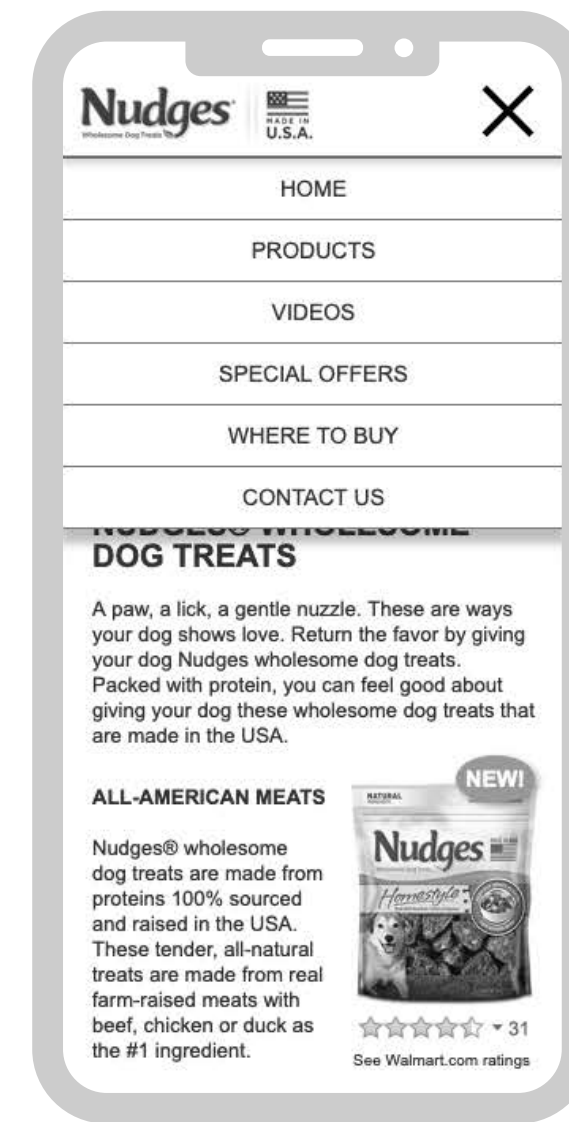 Nudges
Wholesome Dog Treats
MADE IN
U.S.A.
HOME
PRODUCTS
VIDEOS
SPECIAL OFFERS
WHERE TO BUY
CONTACT US
NUDGES® WHOLESOME
DOG TREATS
A paw, a lick, a gentle nuzzle. These are ways
your dog shows love. Return the favor by giving
your dog Nudges wholesome dog treats.
Packed with protein, you can feel good about
giving your dog these wholesome dog treats that
are made in the USA.
ALL-AMERICAN MEATS
Nudges® wholesome
dog treats are made from
proteins 100% sourced
and raised in the USA.
These tender, all-natural
treats are made from real
farm-raised meats with
beef, chicken or duck as
the #1 ingredient.
NEW!
NATURAL
Nudges
Homestyle
31
See Walmart.com ratings